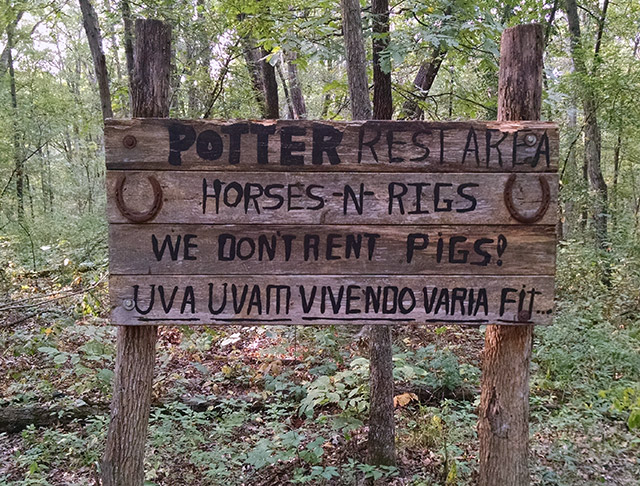 POTTER REST AREA
HORSES-N-RIGS
WE DON'T RENT PIGS!
UVA UVAM VIVENDO VARIA FIT...